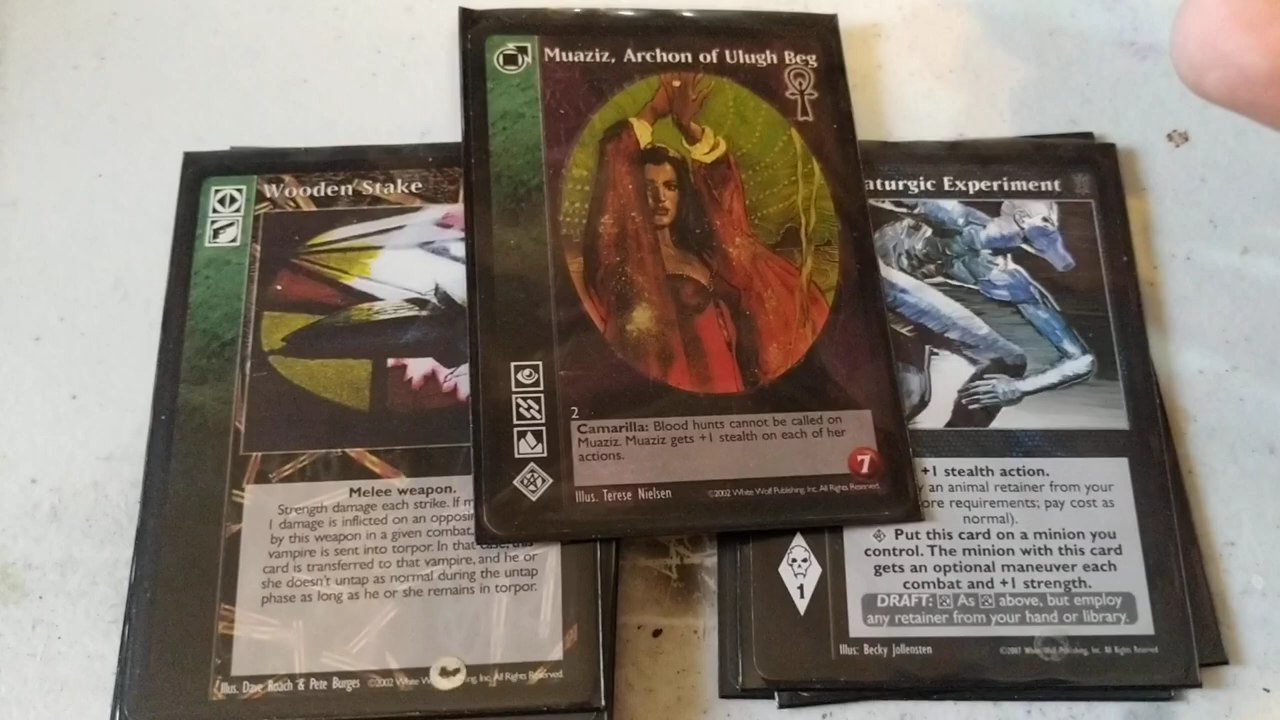 Muaziz, Archon of Ulugh Beg
2
Camarilla: Blood hunts cannot be called on
Muaziz. Muaziz gets +1 stealth on each of her
actions.
7
Illus. Terese Nielsen ©2002 White Wolf Publishing, Inc. All Rights Reserved.
Wooden Stake
Melee weapon.
Strength damage each strike. If m
1 damage is inflicted on an opposi
by this weapon in a given combat,
vampire is sent into torpor. In that case, this
card is transferred to that vampire, and he or
she doesn't untap as normal during the untap
phase as long as he or she remains in torpor.
Illus. Dave Roach & Pete Burges ©2002 White Wolf Publishing, Inc. All Rights Reserved.
aturgic Experiment
+1 stealth action.
y an animal retainer from your
ore requirements; pay cost as
normal).
Put this card on a minion you
control. The minion with this card
gets an optional maneuver each
combat and +1 strength.
DRAFT: As above, but employ
any retainer from your hand or library.
1
Illus: Becky Jollensten ©2007 White Wolf Publishing, Inc. All Rights Reserved